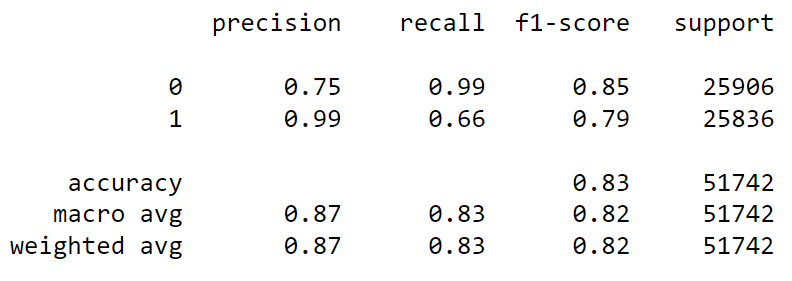 precision recall f1-score support
0 0.75 0.99 0.85 25906
1 0.99 0.66 0.79 25836
accuracy 0.83 51742
macro avg 0.87 0.83 0.82 51742
weighted avg 0.87 0.83 0.82 51742